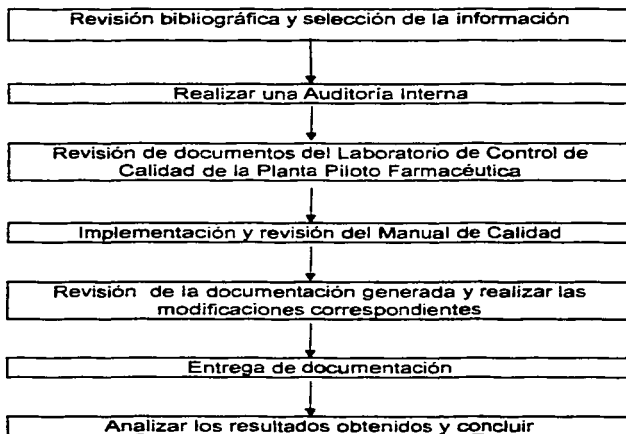 Revisión bibliográfica y selección de la información
Realizar una Auditoría Interna
Revisión de documentos del Laboratorio de Control de
Calidad de la Planta Piloto Farmacéutica
Implementación y revisión del Manual de Calidad
Revisión de la documentación generada y realizar las
modificaciones correspondientes
Entrega de documentación
Analizar los resultados obtenidos y concluir